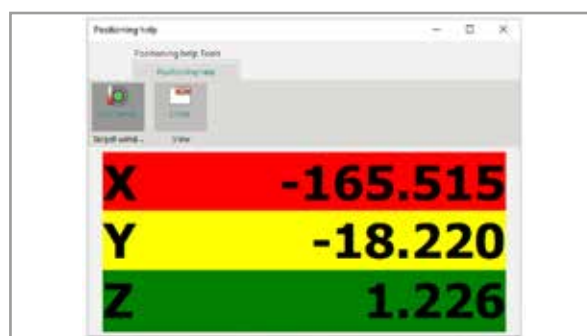 Positioning help
Positioning help Tools
Positioning help
View
X -165.515
Y -18.220
Z 1.226